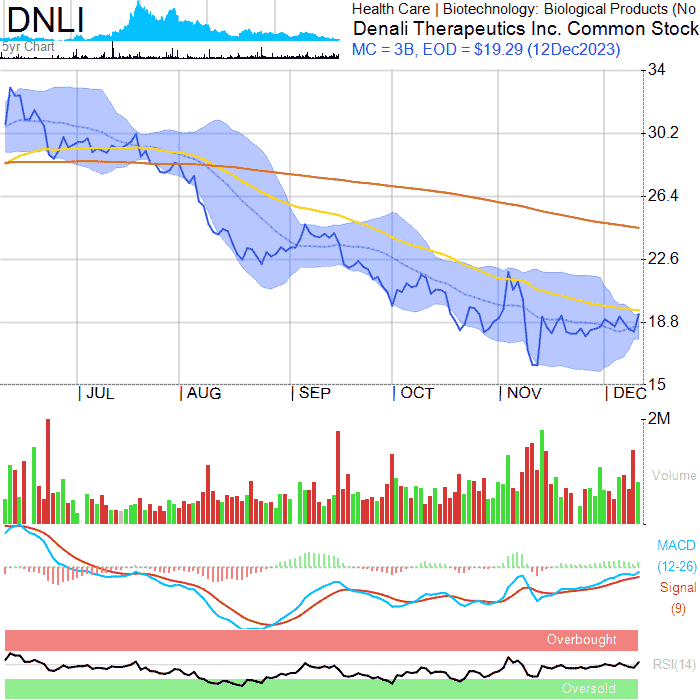 DNLI
5yr Chart
Health Care | Biotechnology: Biological Products (No
Denali Therapeutics Inc. Common Stock
MC = 3B, EOD = $19.29 (12Dec2023)
34
30.2
26.4
22.6
18.8
15
JUL
AUG
SEP
OCT
NOV
DEC
2M
Volume
MACD
(12-26)
Signal
(9)
Overbought
RSI(14)
Oversold